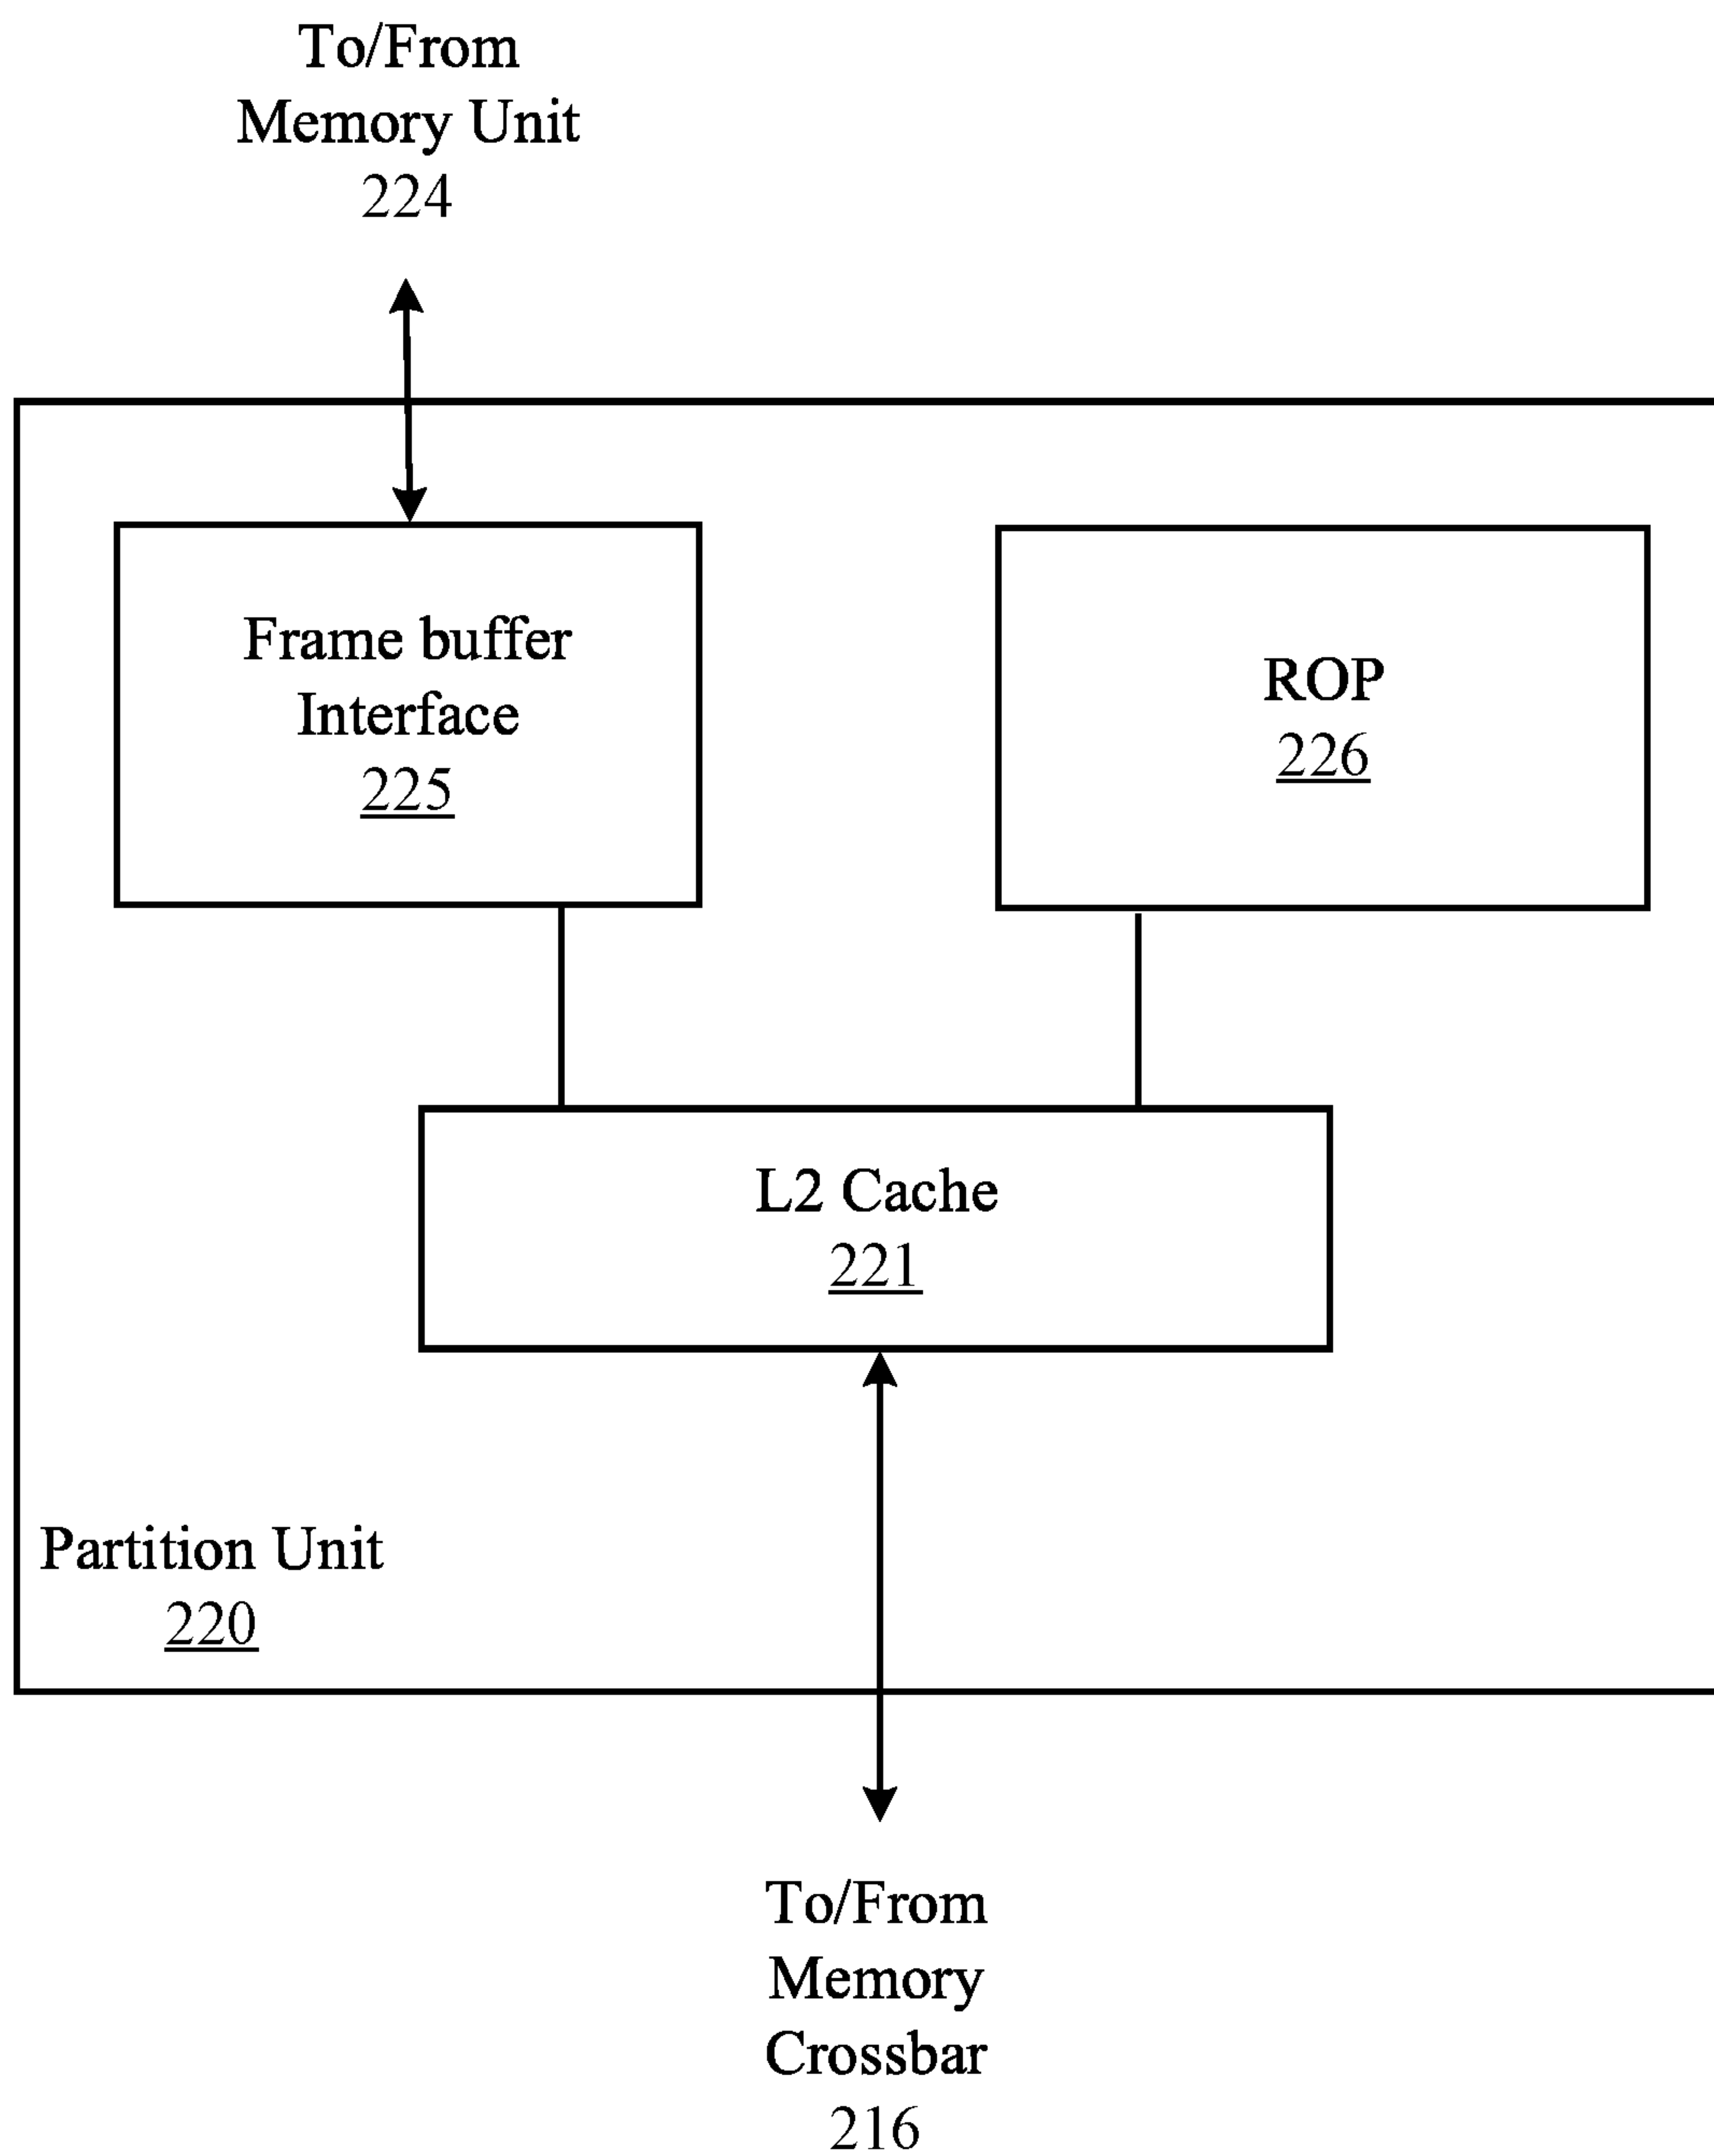 To/From
Memory Unit
224
Frame buffer
Interface
225
ROP
226
L2 Cache
221
Partition Unit
220
To/From
Memory
Crossbar
216